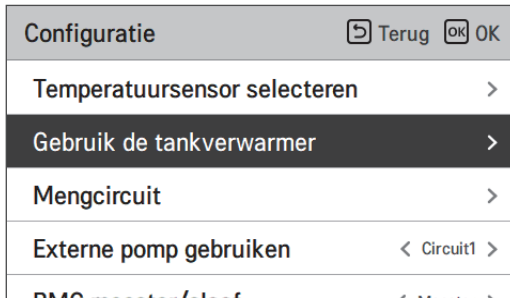 Configuratie Terug OK OK
Temperatuursensor selecteren >
Gebruik de tankverwarmer >
Mengcircuit >
Externe pomp gebruiken < Circuit1 >